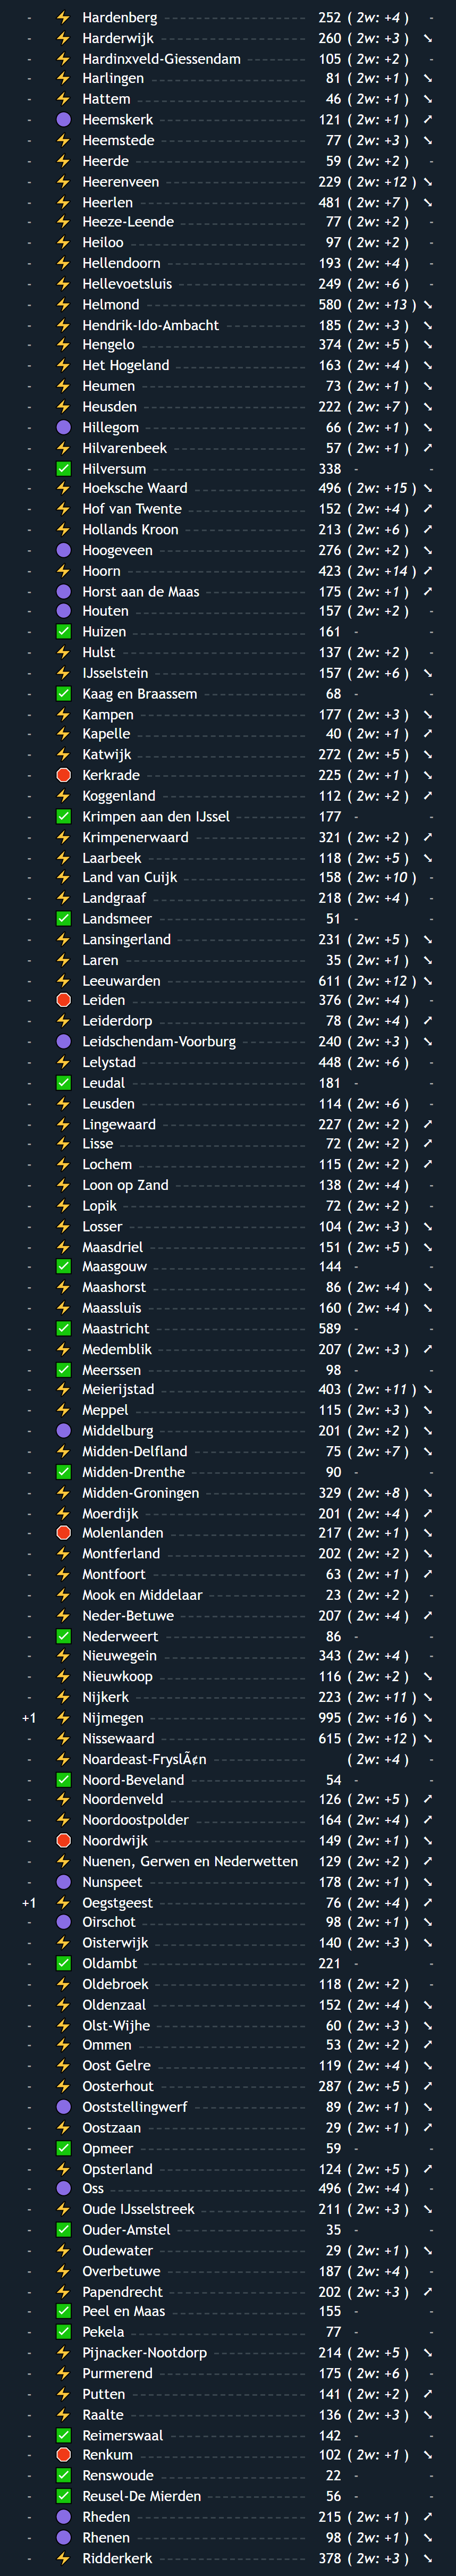 - ⚡ Hardenberg 252 ( 2w: +4 ) -
- ⚡ Harderwijk 260 ( 2w: +3 ) ↘
- ⚡ Hardinxveld-Giessendam 105 ( 2w: +2 ) -
- ⚡ Harlingen 81 ( 2w: +1 ) ↘
- ⚡ Hattem 46 ( 2w: +1 ) ↘
- 🟣 Heemskerk 121 ( 2w: +1 ) ↗
- ⚡ Heemstede 77 ( 2w: +3 ) ↘
- ⚡ Heerde 59 ( 2w: +2 ) -
- ⚡ Heerenveen 229 ( 2w: +12 ) ↘
- ⚡ Heerlen 481 ( 2w: +7 ) ↘
- ⚡ Heeze-Leende 77 ( 2w: +2 ) -
- ⚡ Heiloo 97 ( 2w: +2 ) -
- ⚡ Hellendoorn 193 ( 2w: +4 ) -
- ⚡ Hellevoetsluis 249 ( 2w: +6 ) -
- ⚡ Helmond 580 ( 2w: +13 ) ↘
- ⚡ Hendrik-Ido-Ambacht 185 ( 2w: +3 ) ↘
- ⚡ Hengelo 374 ( 2w: +5 ) ↘
- ⚡ Het Hogeland 163 ( 2w: +4 ) ↘
- ⚡ Heumen 73 ( 2w: +1 ) ↘
- ⚡ Heusden 222 ( 2w: +7 ) ↘
- 🟣 Hillegom 66 ( 2w: +1 ) ↘
- ⚡ Hilvarenbeek 57 ( 2w: +1 ) ↗
- ✅ Hilversum 338 - -
- ⚡ Hoeksche Waard 496 ( 2w: +15 ) ↘
- ⚡ Hof van Twente 152 ( 2w: +4 ) ↗
- ⚡ Hollands Kroon 213 ( 2w: +6 ) ↗
- 🟣 Hoogeveen 276 ( 2w: +2 ) ↘
- ⚡ Hoorn 423 ( 2w: +14 ) ↗
- 🟣 Horst aan de Maas 175 ( 2w: +1 ) ↗
- 🟣 Houten 157 ( 2w: +2 ) -
- ✅ Huizen 161 - -
- ⚡ Hulst 137 ( 2w: +2 ) -
- ⚡ IJsselstein 157 ( 2w: +6 ) ↘
- ✅ Kaag en Braassem 68 - -
- ⚡ Kampen 177 ( 2w: +3 ) ↘
- ⚡ Kapelle 40 ( 2w: +1 ) ↗
- ⚡ Katwijk 272 ( 2w: +5 ) ↘
- 🛑 Kerkrade 225 ( 2w: +1 ) ↘
- ⚡ Koggenland 112 ( 2w: +2 ) ↗
- ✅ Krimpen aan den IJssel 177 - -
- ⚡ Krimpenerwaard 321 ( 2w: +2 ) ↗
- ⚡ Laarbeek 118 ( 2w: +5 ) ↘
- ⚡ Land van Cuijk 158 ( 2w: +10 ) -
- ⚡ Landgraaf 218 ( 2w: +4 ) -
- ✅ Landsmeer 51 - -
- ⚡ Lansingerland 231 ( 2w: +5 ) ↘
- ⚡ Laren 35 ( 2w: +1 ) ↘
- ⚡ Leeuwarden 611 ( 2w: +12 ) ↘
- 🛑 Leiden 376 ( 2w: +4 ) -
- ⚡ Leiderdorp 78 ( 2w: +4 ) ↗
- 🟣 Leidschendam-Voorburg 240 ( 2w: +3 ) ↘
- ⚡ Lelystad 448 ( 2w: +6 ) -
- ✅ Leudal 181 - -
- ⚡ Leusden 114 ( 2w: +6 ) -
- ⚡ Lingewaard 227 ( 2w: +2 ) ↗
- ⚡ Lisse 72 ( 2w: +2 ) ↗
- ⚡ Lochem 115 ( 2w: +2 ) ↗
- ⚡ Loon op Zand 138 ( 2w: +4 ) -
- ⚡ Lopik 72 ( 2w: +2 ) -
- ⚡ Losser 104 ( 2w: +3 ) ↘
- ⚡ Maasdriel 151 ( 2w: +5 ) ↘
- ✅ Maasgouw 144 - -
- ⚡ Maashorst 86 ( 2w: +4 ) ↘
- ⚡ Maassluis 160 ( 2w: +4 ) ↘
- ✅ Maastricht 589 - -
- ⚡ Medemblik 207 ( 2w: +3 ) ↗
- ✅ Meerssen 98 - -
- ⚡ Meierijstad 403 ( 2w: +11 ) ↘
- ⚡ Meppel 115 ( 2w: +3 ) ↘
- 🟣 Middelburg 201 ( 2w: +2 ) ↘
- ⚡ Midden-Delfland 75 ( 2w: +7 ) ↘
- ✅ Midden-Drenthe 90 - -
- ⚡ Midden-Groningen 329 ( 2w: +8 ) ↘
- ⚡ Moerdijk 201 ( 2w: +4 ) ↗
- 🛑 Molenlanden 217 ( 2w: +1 ) ↘
- ⚡ Montferland 202 ( 2w: +2 ) ↘
- ⚡ Montfoort 63 ( 2w: +1 ) ↗
- ⚡ Mook en Middelaar 23 ( 2w: +2 ) -
- ⚡ Neder-Betuwe 207 ( 2w: +4 ) ↗
- ✅ Nederweert 86 - -
- ⚡ Nieuwegein 343 ( 2w: +4 ) -
- ⚡ Nieuwkoop 116 ( 2w: +2 ) ↘
- ⚡ Nijkerk 223 ( 2w: +11 ) ↘
+1 ⚡ Nijmegen 995 ( 2w: +16 ) ↘
- ⚡ Nissewaard 615 ( 2w: +12 ) ↘
- ⚡ Noardeast-FryslÃ¢n ( 2w: +4 ) -
- ✅ Noord-Beveland 54 - -
- ⚡ Noordenveld 126 ( 2w: +5 ) ↗
- ⚡ Noordoostpolder 164 ( 2w: +4 ) ↗
- 🛑 Noordwijk 149 ( 2w: +1 ) ↘
- ⚡ Nuenen, Gerwen en Nederwetten 129 ( 2w: +2 ) ↗
- 🟣 Nunspeet 178 ( 2w: +1 ) ↘
+1 ⚡ Oegstgeest 76 ( 2w: +4 ) ↗
- 🟣 Oirschot 98 ( 2w: +1 ) ↘
- ⚡ Oisterwijk 140 ( 2w: +3 ) ↘
- ✅ Oldambt 221 - -
- ⚡ Oldebroek 118 ( 2w: +2 ) -
- ⚡ Oldenzaal 152 ( 2w: +4 ) ↘
- ⚡ Olst-Wijhe 60 ( 2w: +3 ) ↘
- ⚡ Ommen 53 ( 2w: +2 ) ↗
- ⚡ Oost Gelre 119 ( 2w: +4 ) ↘
- ⚡ Oosterhout 287 ( 2w: +5 ) ↗
- 🟣 Ooststellingwerf 89 ( 2w: +1 ) ↘
- ⚡ Oostzaan 29 ( 2w: +1 ) ↗
- ✅ Opmeer 59 - -
- ⚡ Opsterland 124 ( 2w: +5 ) ↗
- 🟣 Oss 496 ( 2w: +4 ) -
- ⚡ Oude IJsselstreek 211 ( 2w: +3 ) ↘
- ✅ Ouder-Amstel 35 - -
- ⚡ Oudewater 29 ( 2w: +1 ) ↘
- ⚡ Overbetuwe 187 ( 2w: +4 ) -
- ⚡ Papendrecht 202 ( 2w: +3 ) ↗
- ✅ Peel en Maas 155 - -
- ✅ Pekela 77 - -
- ⚡ Pijnacker-Nootdorp 214 ( 2w: +5 ) ↘
- ⚡ Purmerend 175 ( 2w: +6 ) -
- ⚡ Putten 141 ( 2w: +2 ) ↗
- ⚡ Raalte 136 ( 2w: +3 ) ↘
- ✅ Reimerswaal 142 - -
- 🛑 Renkum 102 ( 2w: +1 ) ↘
- ✅ Renswoude 22 - -
- ✅ Reusel-De Mierden 56 - -
- 🟣 Rheden 215 ( 2w: +1 ) ↗
- 🟣 Rhenen 98 ( 2w: +1 ) ↘
- ⚡ Ridderkerk 378 ( 2w: +3 ) ↘